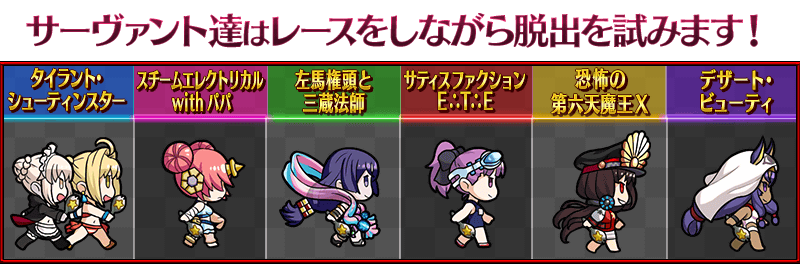 サーヴァント達はレースをしながら脱出を試みます！
タイラント・
シューティンスター
スチームエレクトリカル
with パパ
左馬権頭と
三蔵法師
サティスファクション
E∴T∴E
恐怖の
第六天魔王X
デザート・
ビューティ